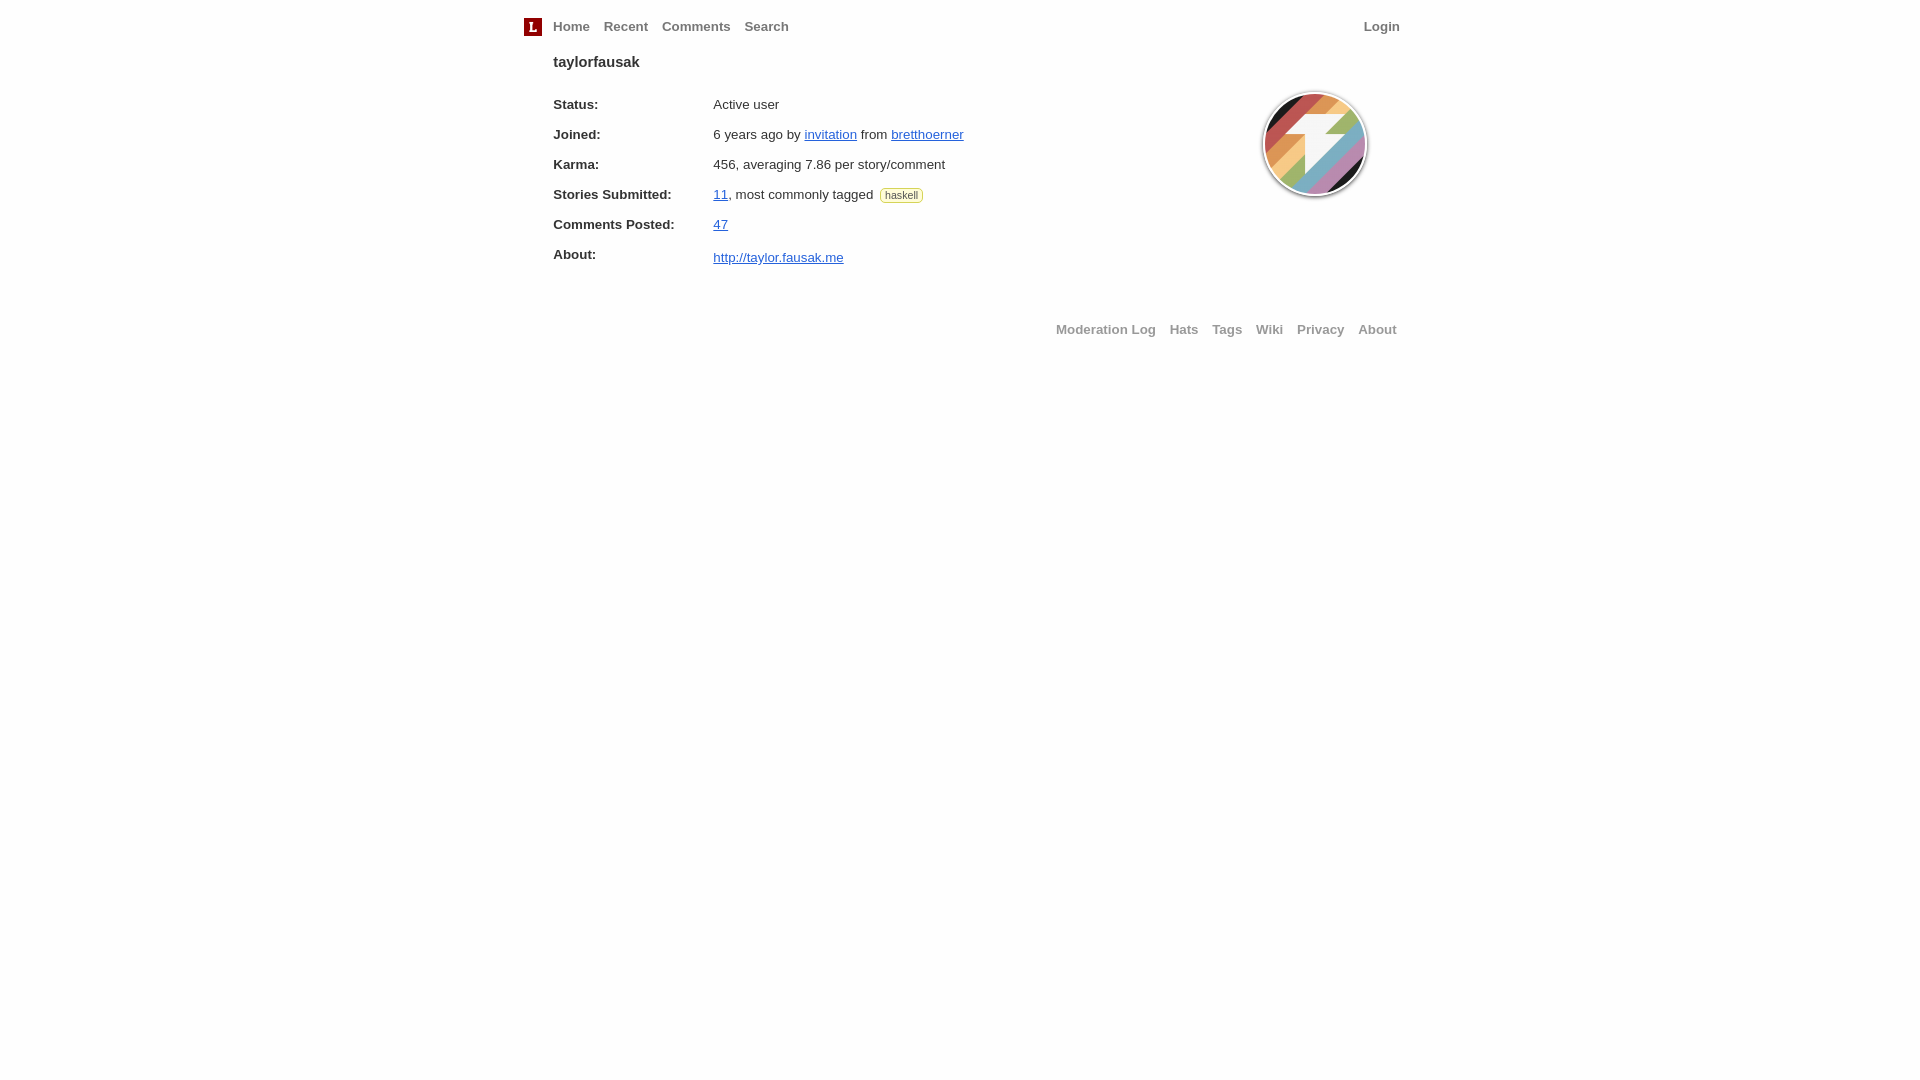 L Home Recent Comments Search Login
taylorfausak
Status: Active user
Joined: 6 years ago by invitation from bretthoerner
Karma: 456, averaging 7.86 per story/comment
Stories Submitted: 11, most commonly tagged haskell
Comments Posted: 47
About: http://taylor.fausak.me
Moderation Log Hats Tags Wiki Privacy About